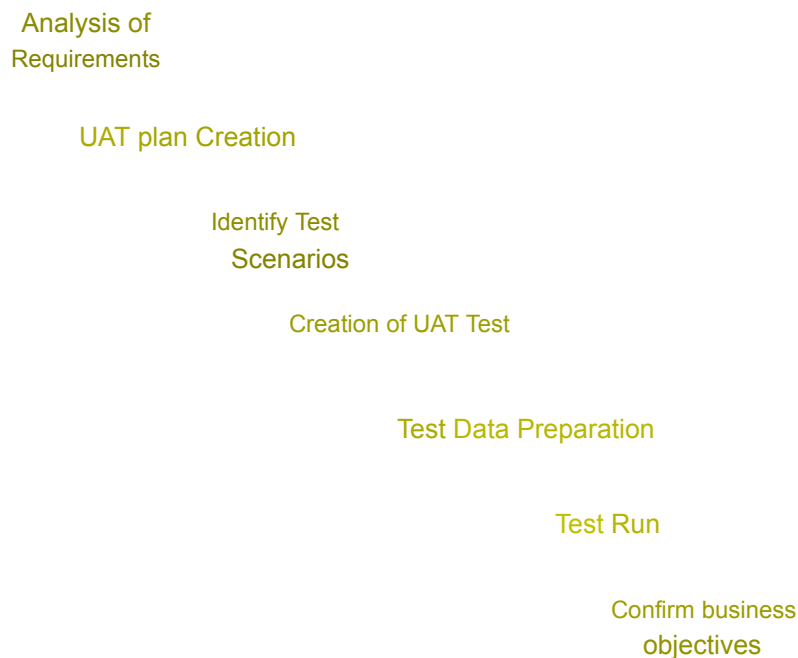 Analysis of
Requirements
UAT plan Creation
Identify Test
Scenarios
Creation of UAT Test
Test Data Preparation
Test Run
Confirm business
objectives